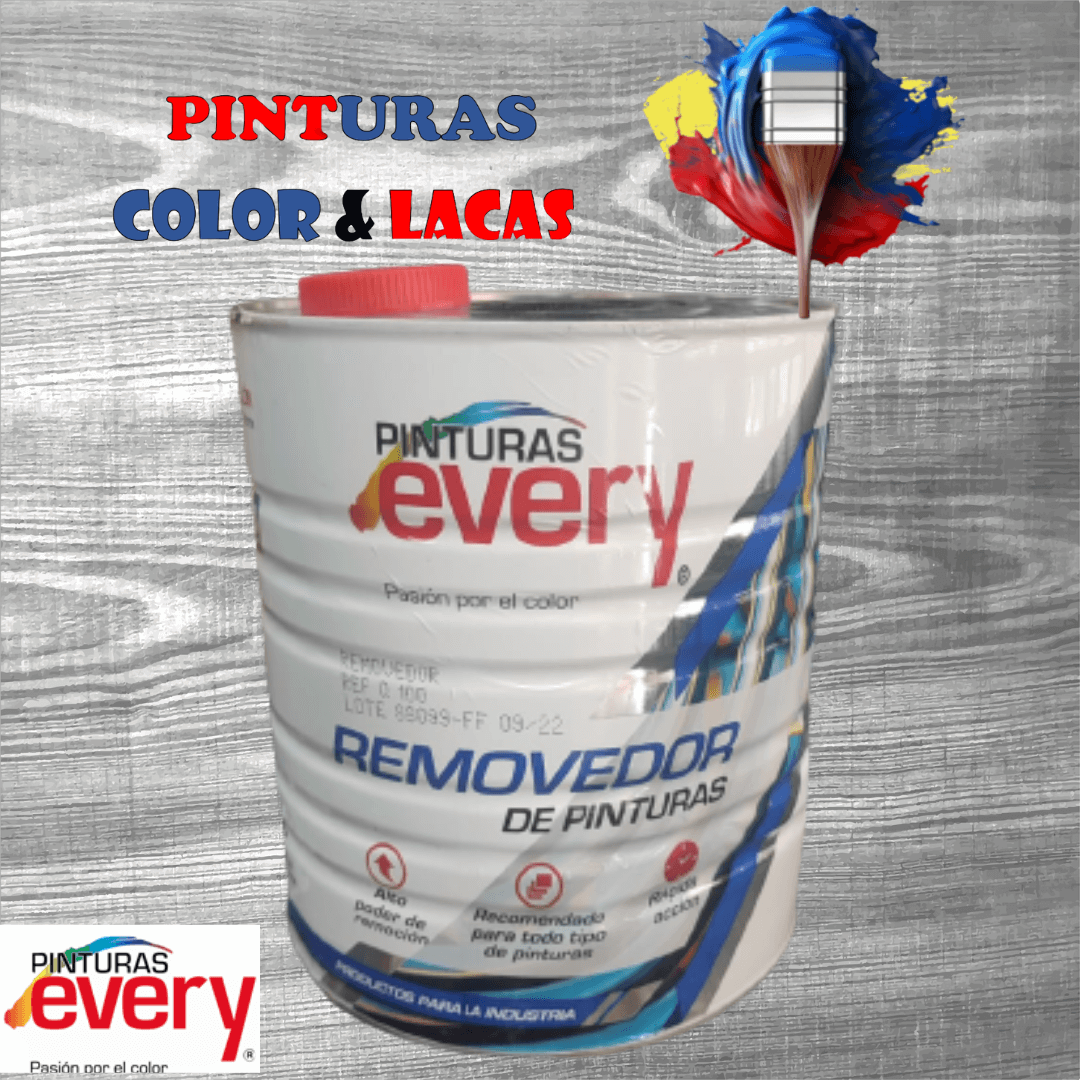 PINTURAS
COLOR & LACAS
PINTURAS
every
®
Pasión por el color
REMOVEDOR
REF 0.100
LOTE 89099-FF 09/22
REMOVEDOR
DE PINTURAS
Alto
poder de
remoción
Recomendado
para todo tipo
de pinturas
Rápida
acción
PRODUCTOS PARA LA INDUSTRIA
PINTURAS
every
®
Pasión por el color